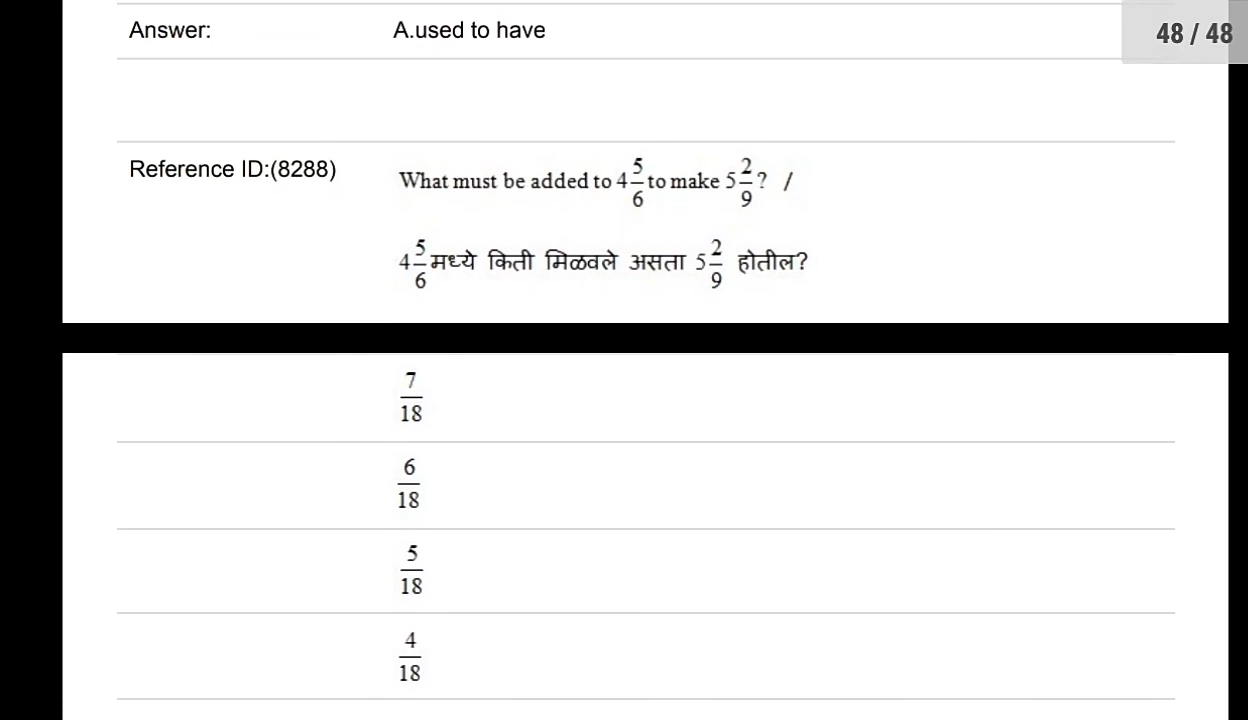 Answer: A.used to have 48 / 48
Reference ID:(8288) What must be added to 4 5/6 to make 5 2/9 ? /
4 5/6 मध्ये किती मिळवले असता 5 2/9 होतील?
7/18
6/18
5/18
4/18